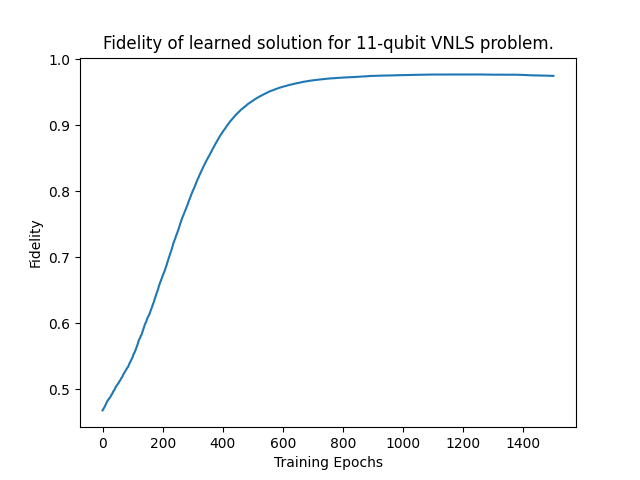 Fidelity of learned solution for 11-qubit VNLS problem.
1.0
0.9
0.8
0.7
0.6
0.5
Fidelity
0 200 400 600 800 1000 1200 1400
Training Epochs